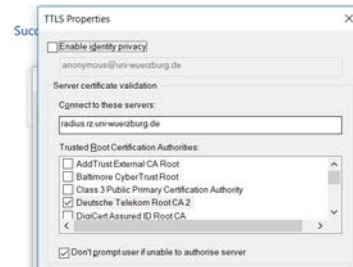 Succ
TTLS Properties
Enable identity privacy
anonymous@uni-wuerzburg.de
Server certificate validation
Connect to these servers:
radius.rz.uni-wuerzburg.de
Trusted Root Certification Authorities:
AddTrust External CA Root
Baltimore CyberTrust Root
Class 3 Public Primary Certification Authority
Deutsche Telekom Root CA 2
DigiCert Assured ID Root CA
Don't prompt user if unable to authorise server